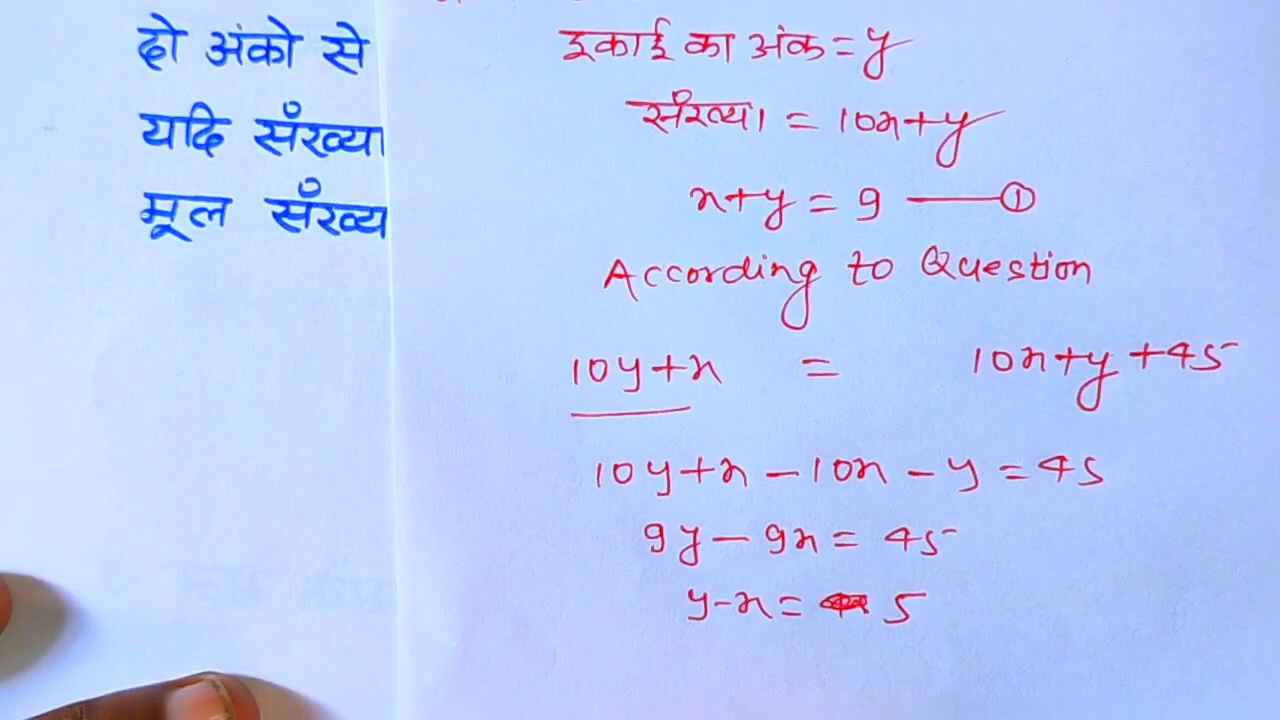 दो अंको से
यदि सँख्या
मूल सँख्य
इकाई का अंक = y
सँख्या = 10x+y
x+y = 9 ——①
According to Question
10y+x = 10x+y+45
10y+x-10x-y=45
9y-9x=45
y-x= 5